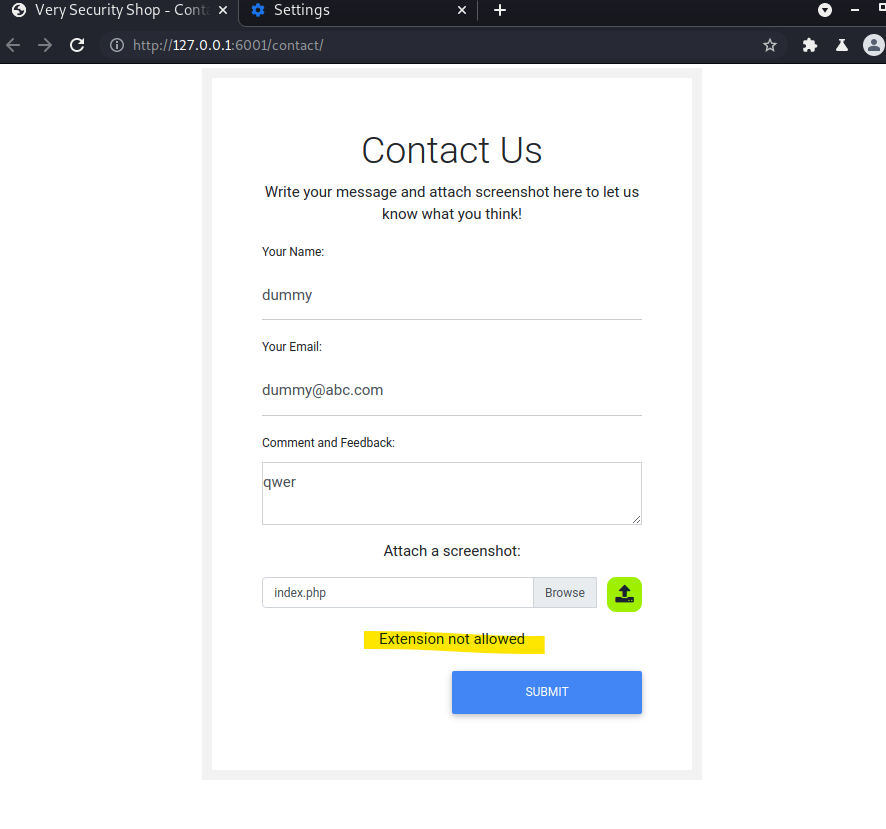 Very Security Shop - Conta
Settings
http://127.0.0.1:6001/contact/
Contact Us
Write your message and attach screenshot here to let us
know what you think!
Your Name:
dummy
Your Email:
dummy@abc.com
Comment and Feedback:
qwer
Attach a screenshot:
index.php
Browse
Extension not allowed
SUBMIT